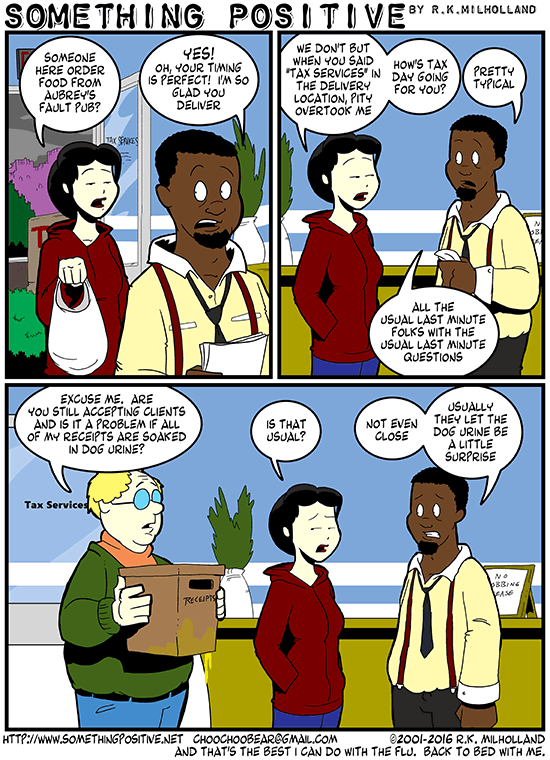 SOMETHING POSITIVE BY R.K.MILHOLLAND
SOMEONE
HERE ORDER
FOOD FROM
AUBREY'S
FAULT PUB?
YES!
OH, YOUR TIMING
IS PERFECT! I'M SO
GLAD YOU
DELIVER
TAX SERVICES
WE DON'T BUT
WHEN YOU SAID
"TAX SERVICES" IN
THE DELIVERY
LOCATION, PITY
OVERTOOK ME
HOW'S TAX
DAY GOING
FOR YOU?
PRETTY
TYPICAL
ALL THE
USUAL LAST MINUTE
FOLKS WITH THE
USUAL LAST MINUTE
QUESTIONS
EXCUSE ME. ARE
YOU STILL ACCEPTING CLIENTS
AND IS IT A PROBLEM IF ALL
OF MY RECEIPTS ARE SOAKED
IN DOG URINE?
Tax Services
RECEIPTS
IS THAT
USUAL?
NOT EVEN
CLOSE
USUALLY
THEY LET THE
DOG URINE BE
A LITTLE
SURPRISE
NO
HTTP://WWW.SOMETHINGPOSITIVE.NET CHOOCHOOBEAR@GMAIL.COM ©2001-2016 R.K. MILHOLLAND
AND THAT'S THE BEST I CAN DO WITH THE FLU. BACK TO BED WITH ME.